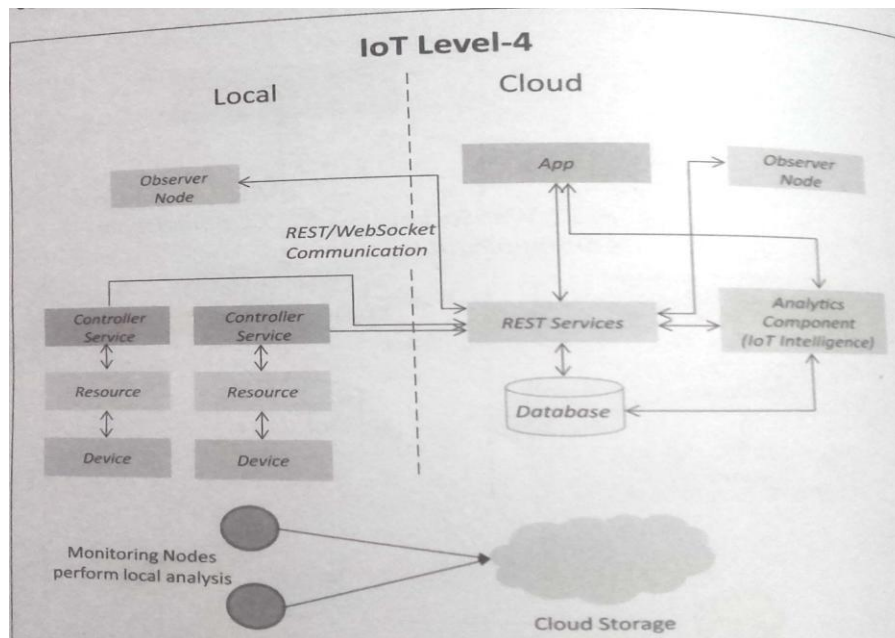 IoT Level-4
Local
Cloud
Observer
Node
App
Observer
Node
REST/WebSocket
Communication
Controller
Service
Controller
Service
REST Services
Analytics
Component
(IoT Intelligence)
Resource
Resource
Database
Device
Device
Monitoring Nodes
perform local analysis
Cloud Storage